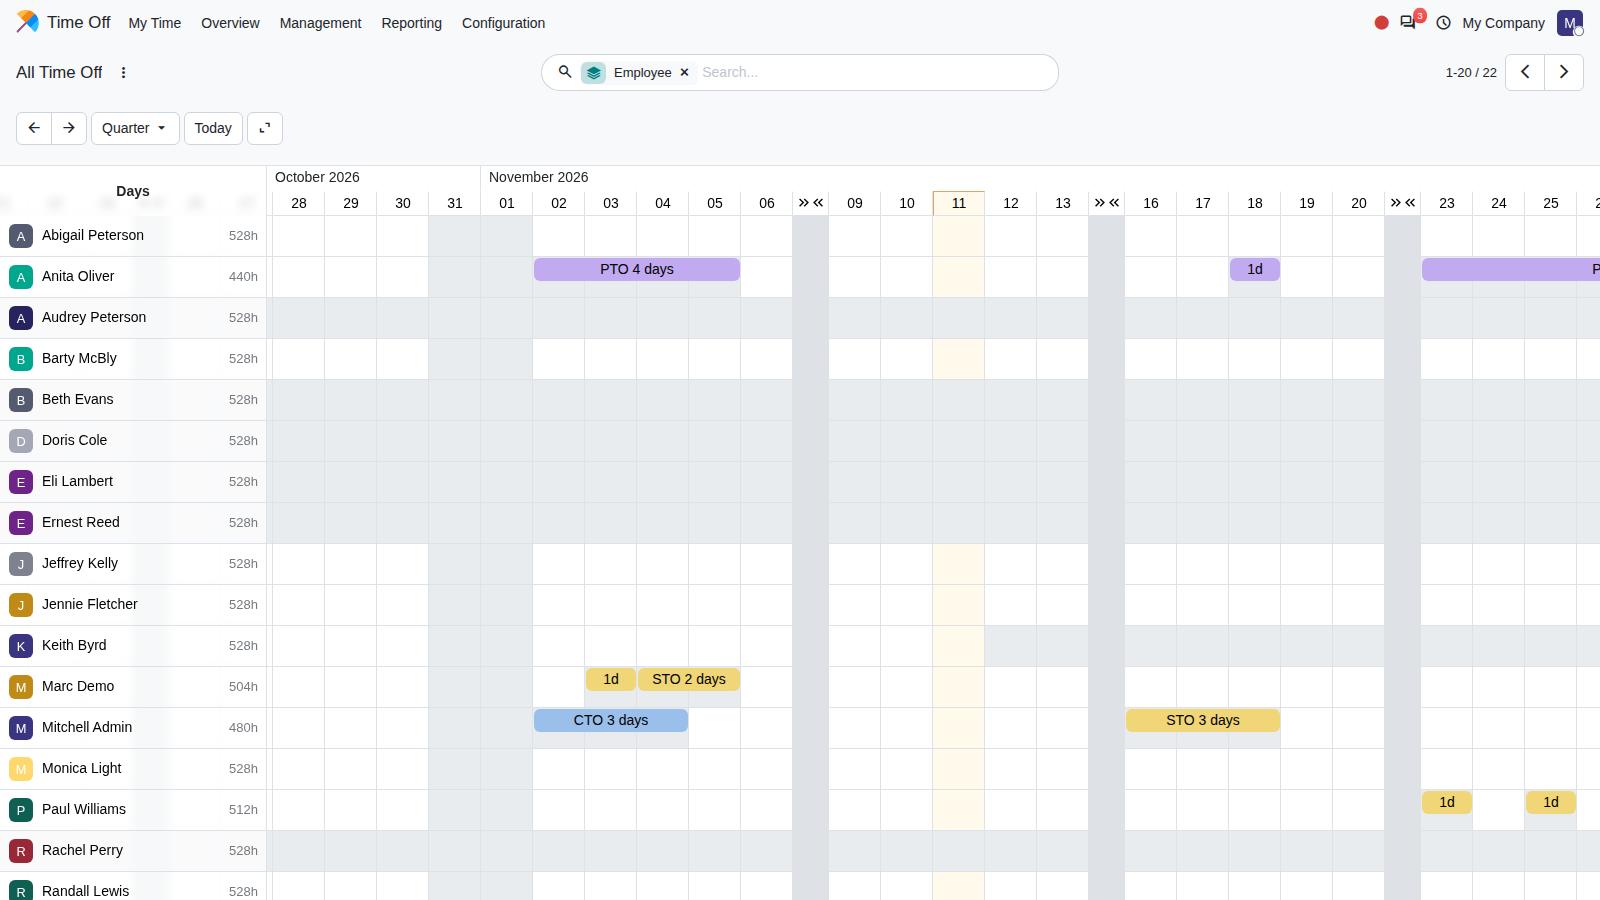 Time Off My Time Overview Management Reporting Configuration 3 My Company M
All Time Off Employee × Search... 1-20 / 22
Quarter Today
Days October 2026 November 2026
28 29 30 31 01 02 03 04 05 06 09 10 11 12 13 16 17 18 19 20 23 24 25
A Abigail Peterson 528h
A Anita Oliver 440h PTO 4 days 1d P
A Audrey Peterson 528h
B Barty McBly 528h
B Beth Evans 528h
D Doris Cole 528h
E Eli Lambert 528h
E Ernest Reed 528h
J Jeffrey Kelly 528h
J Jennie Fletcher 528h
K Keith Byrd 528h
M Marc Demo 504h 1d STO 2 days
M Mitchell Admin 480h CTO 3 days STO 3 days
M Monica Light 528h
P Paul Williams 512h 1d 1d
R Rachel Perry 528h
R Randall Lewis 528h